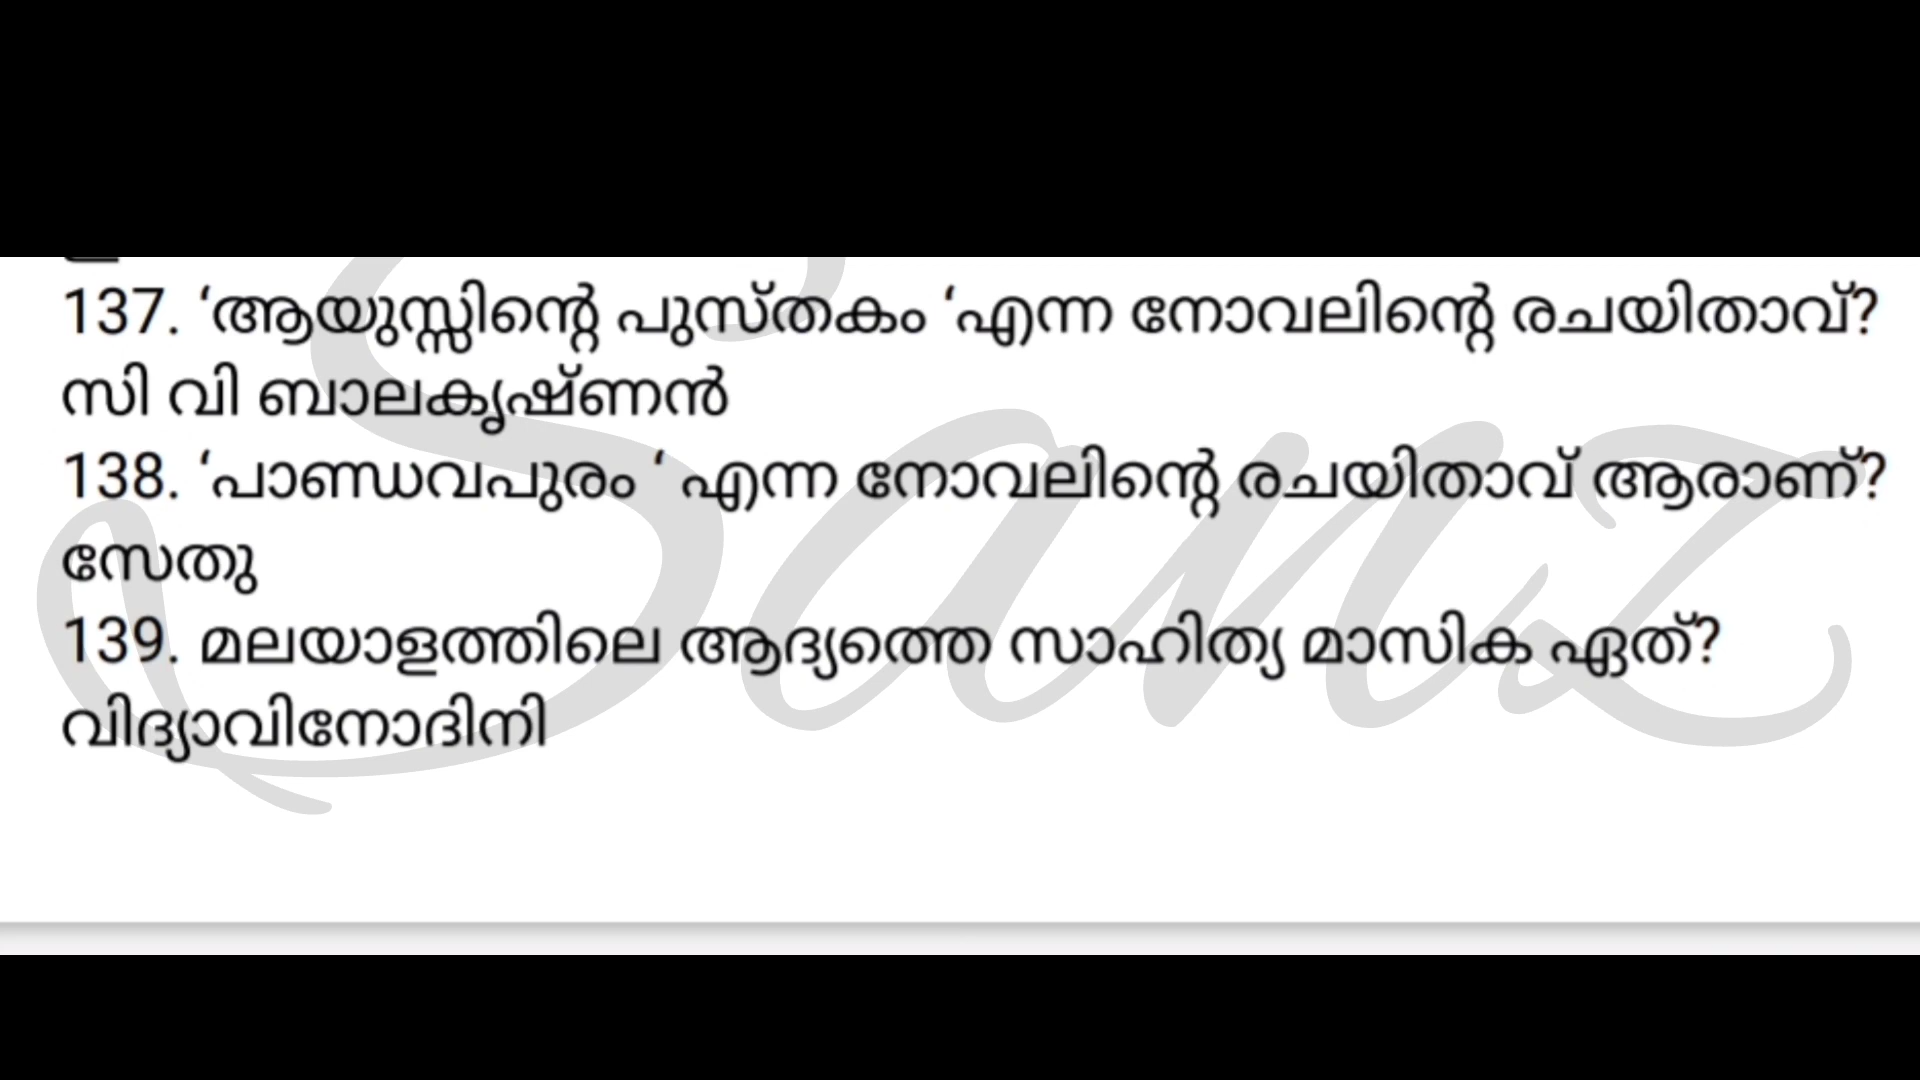 137. ‘ആയുസ്സിന്റെ പുസ്തകം ‘എന്ന നോവലിന്റെ രചയിതാവ്?
സി വി ബാലകൃഷ്ണൻ
138. ‘പാണ്ഡവപുരം ‘ എന്ന നോവലിന്റെ രചയിതാവ് ആരാണ്?
സേതു
139. മലയാളത്തിലെ ആദ്യത്തെ സാഹിത്യ മാസിക ഏത്?
വിദ്യാവിനോദിനി
Samz